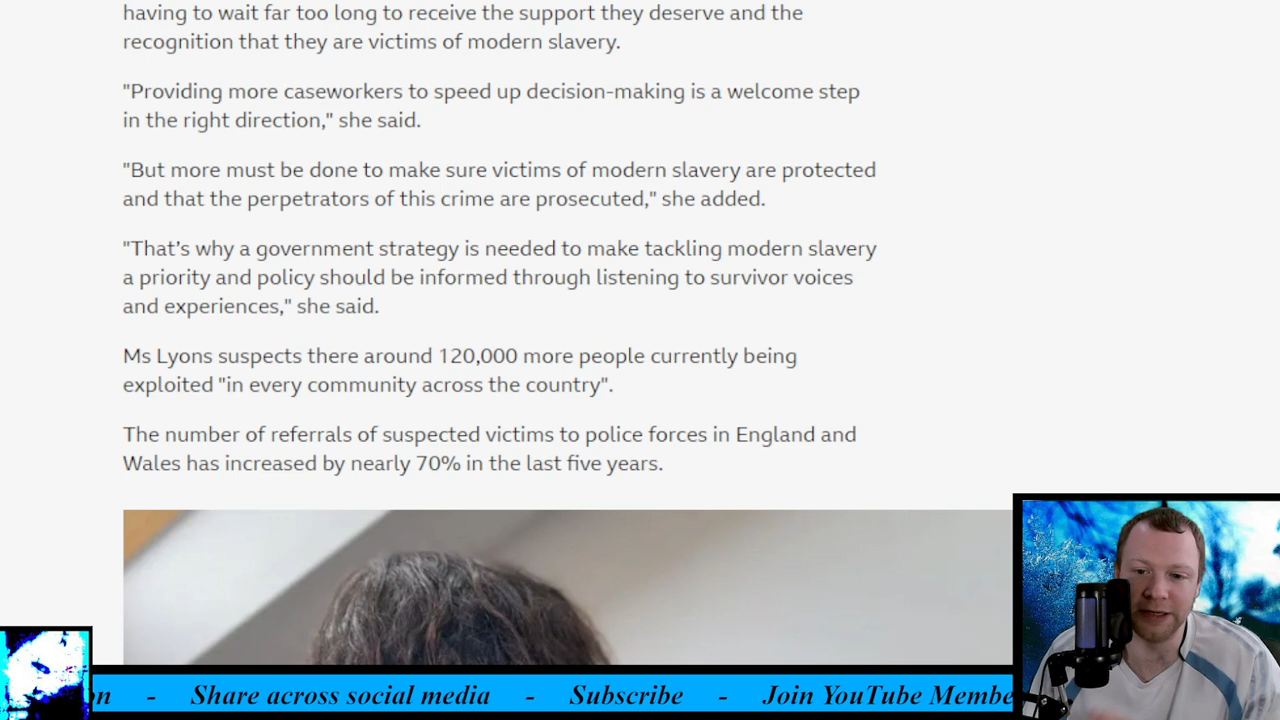 having to wait far too long to receive the support they deserve and the
recognition that they are victims of modern slavery.
"Providing more caseworkers to speed up decision-making is a welcome step
in the right direction," she said.
"But more must be done to make sure victims of modern slavery are protected
and that the perpetrators of this crime are prosecuted," she added.
"That’s why a government strategy is needed to make tackling modern slavery
a priority and policy should be informed through listening to survivor voices
and experiences," she said.
Ms Lyons suspects there around 120,000 more people currently being
exploited "in every community across the country".
The number of referrals of suspected victims to police forces in England and
Wales has increased by nearly 70% in the last five years.
on - Share across social media - Subscribe - Join YouTube Membe